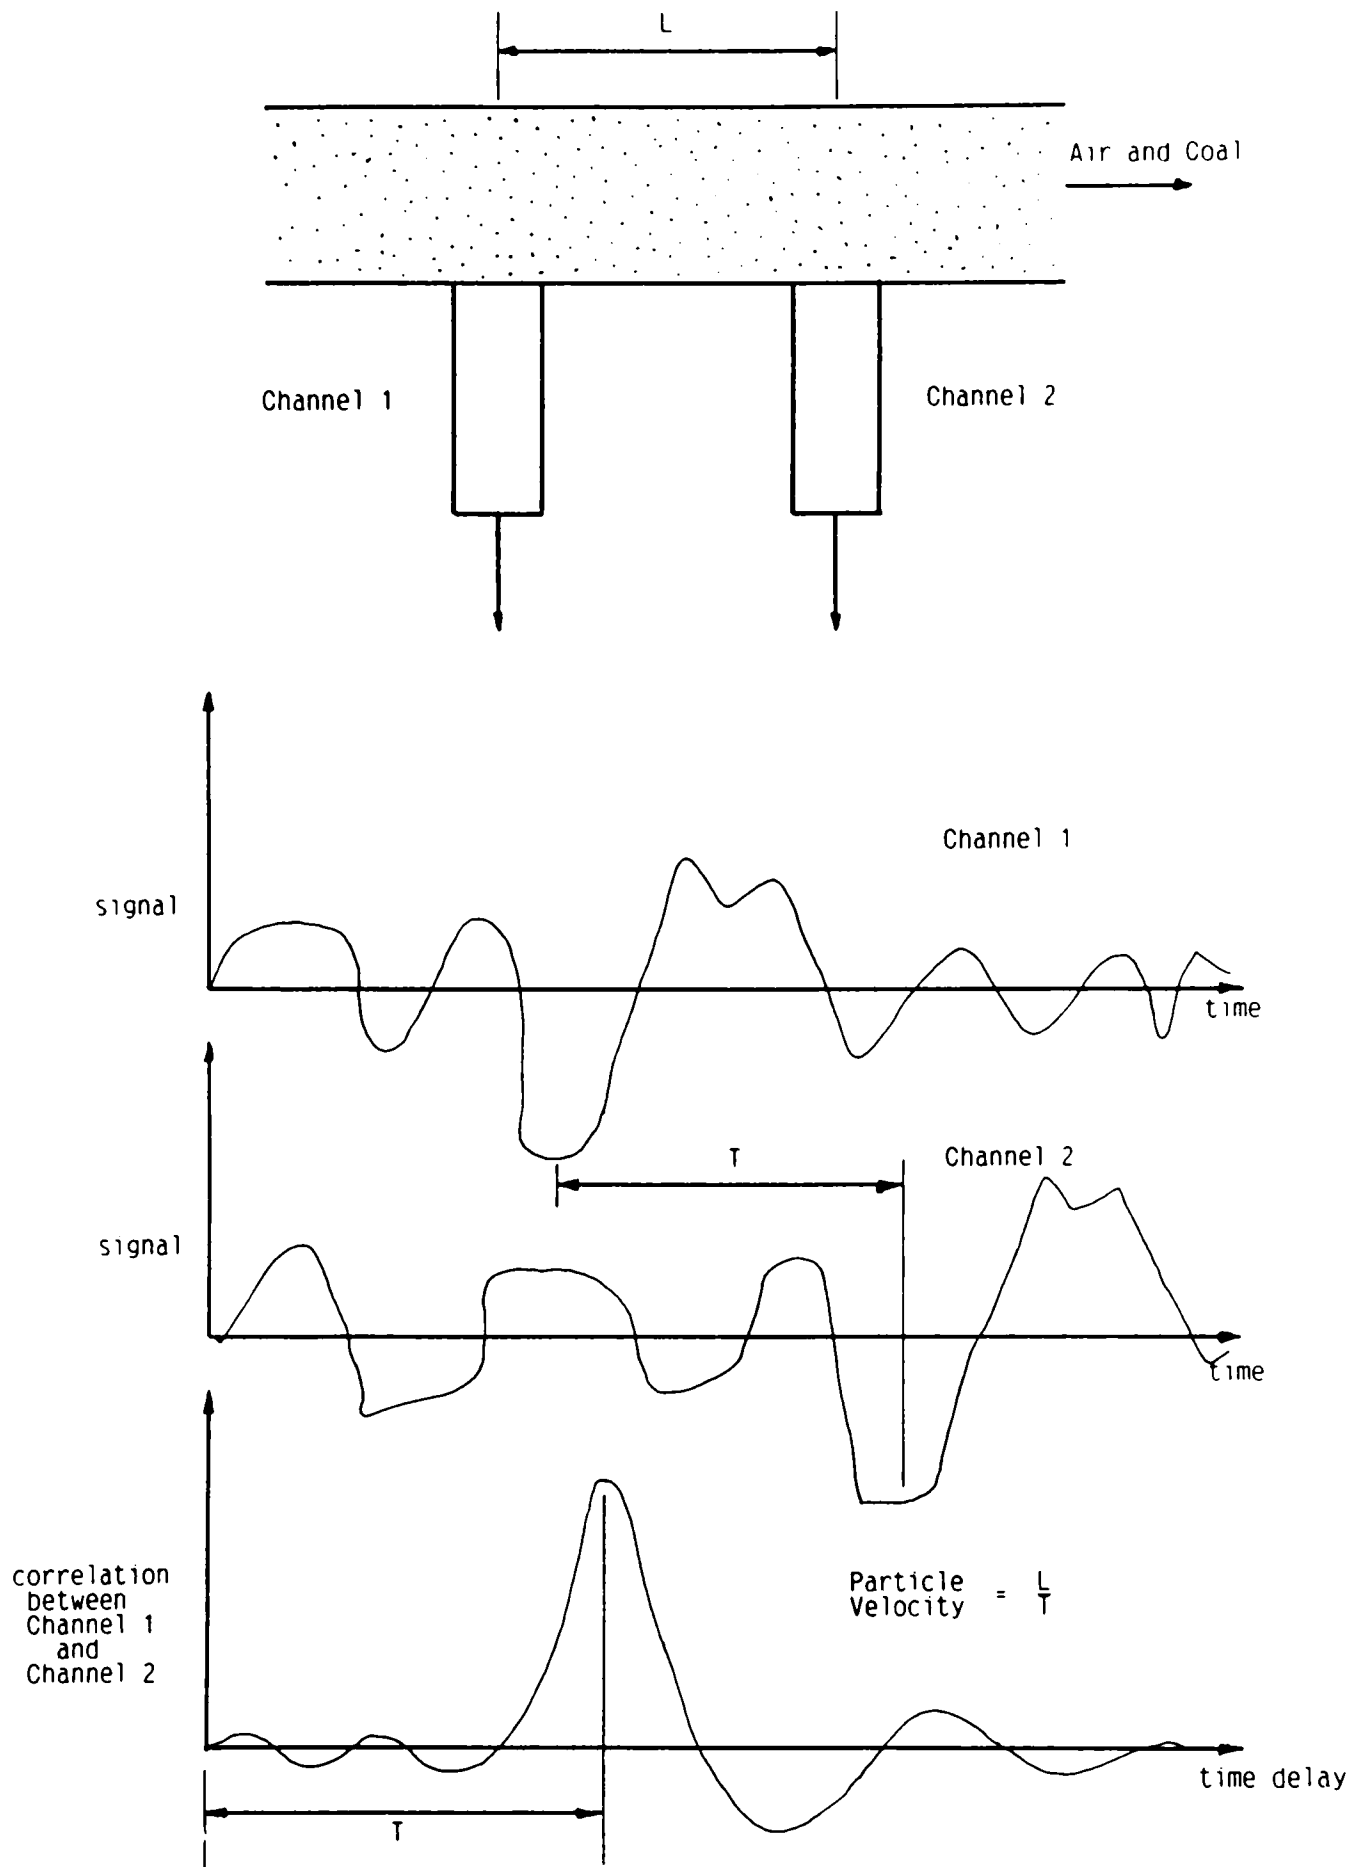 L
Air and Coal
Channel 1
Channel 2
Channel 1
signal
time
T
Channel 2
signal
time
correlation
between
Channel 1
and
Channel 2
Particle
Velocity = L/T
time delay
T